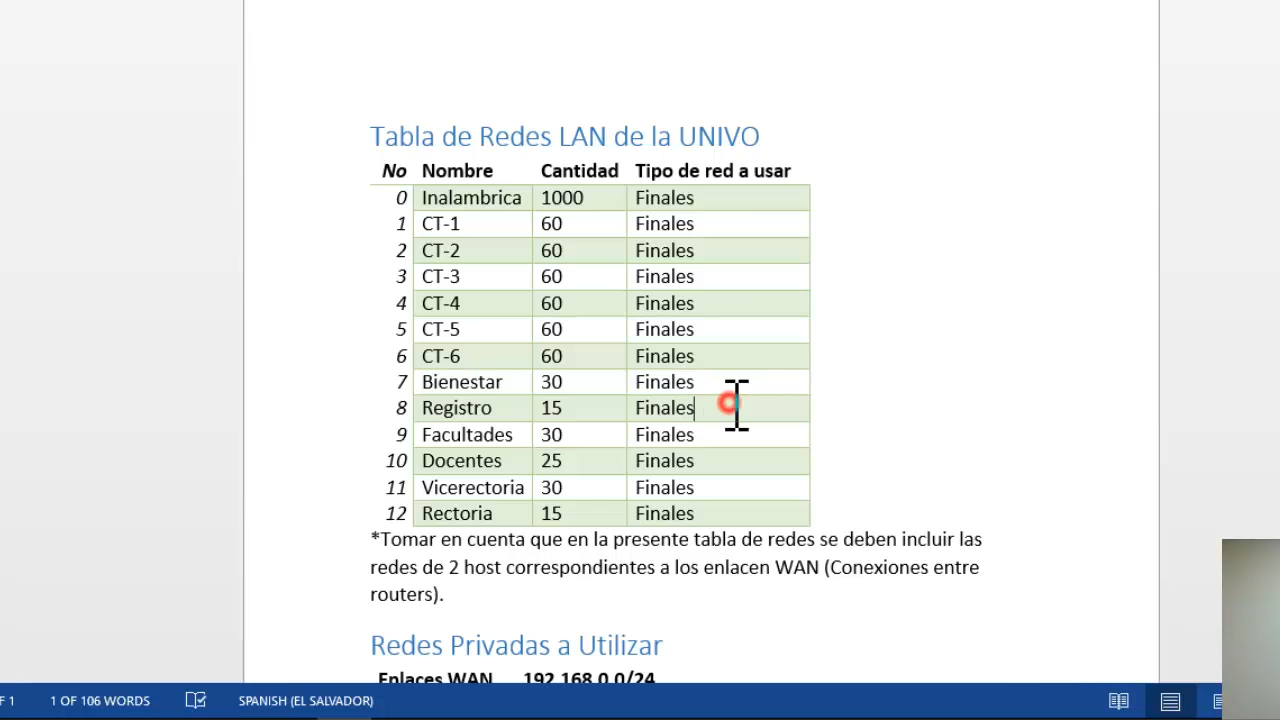 Tabla de Redes LAN de la UNIVO
No Nombre Cantidad Tipo de red a usar
0 Inalambrica 1000 Finales
1 CT-1 60 Finales
2 CT-2 60 Finales
3 CT-3 60 Finales
4 CT-4 60 Finales
5 CT-5 60 Finales
6 CT-6 60 Finales
7 Bienestar 30 Finales
8 Registro 15 Finales
9 Facultades 30 Finales
10 Docentes 25 Finales
11 Vicerectoria 30 Finales
12 Rectoria 15 Finales
*Tomar en cuenta que en la presente tabla de redes se deben incluir las
redes de 2 host correspondientes a los enlacen WAN (Conexiones entre
routers).
Redes Privadas a Utilizar
Enlaces WAN 192.168.0.0/24
F 1 1 OF 106 WORDS SPANISH (EL SALVADOR)